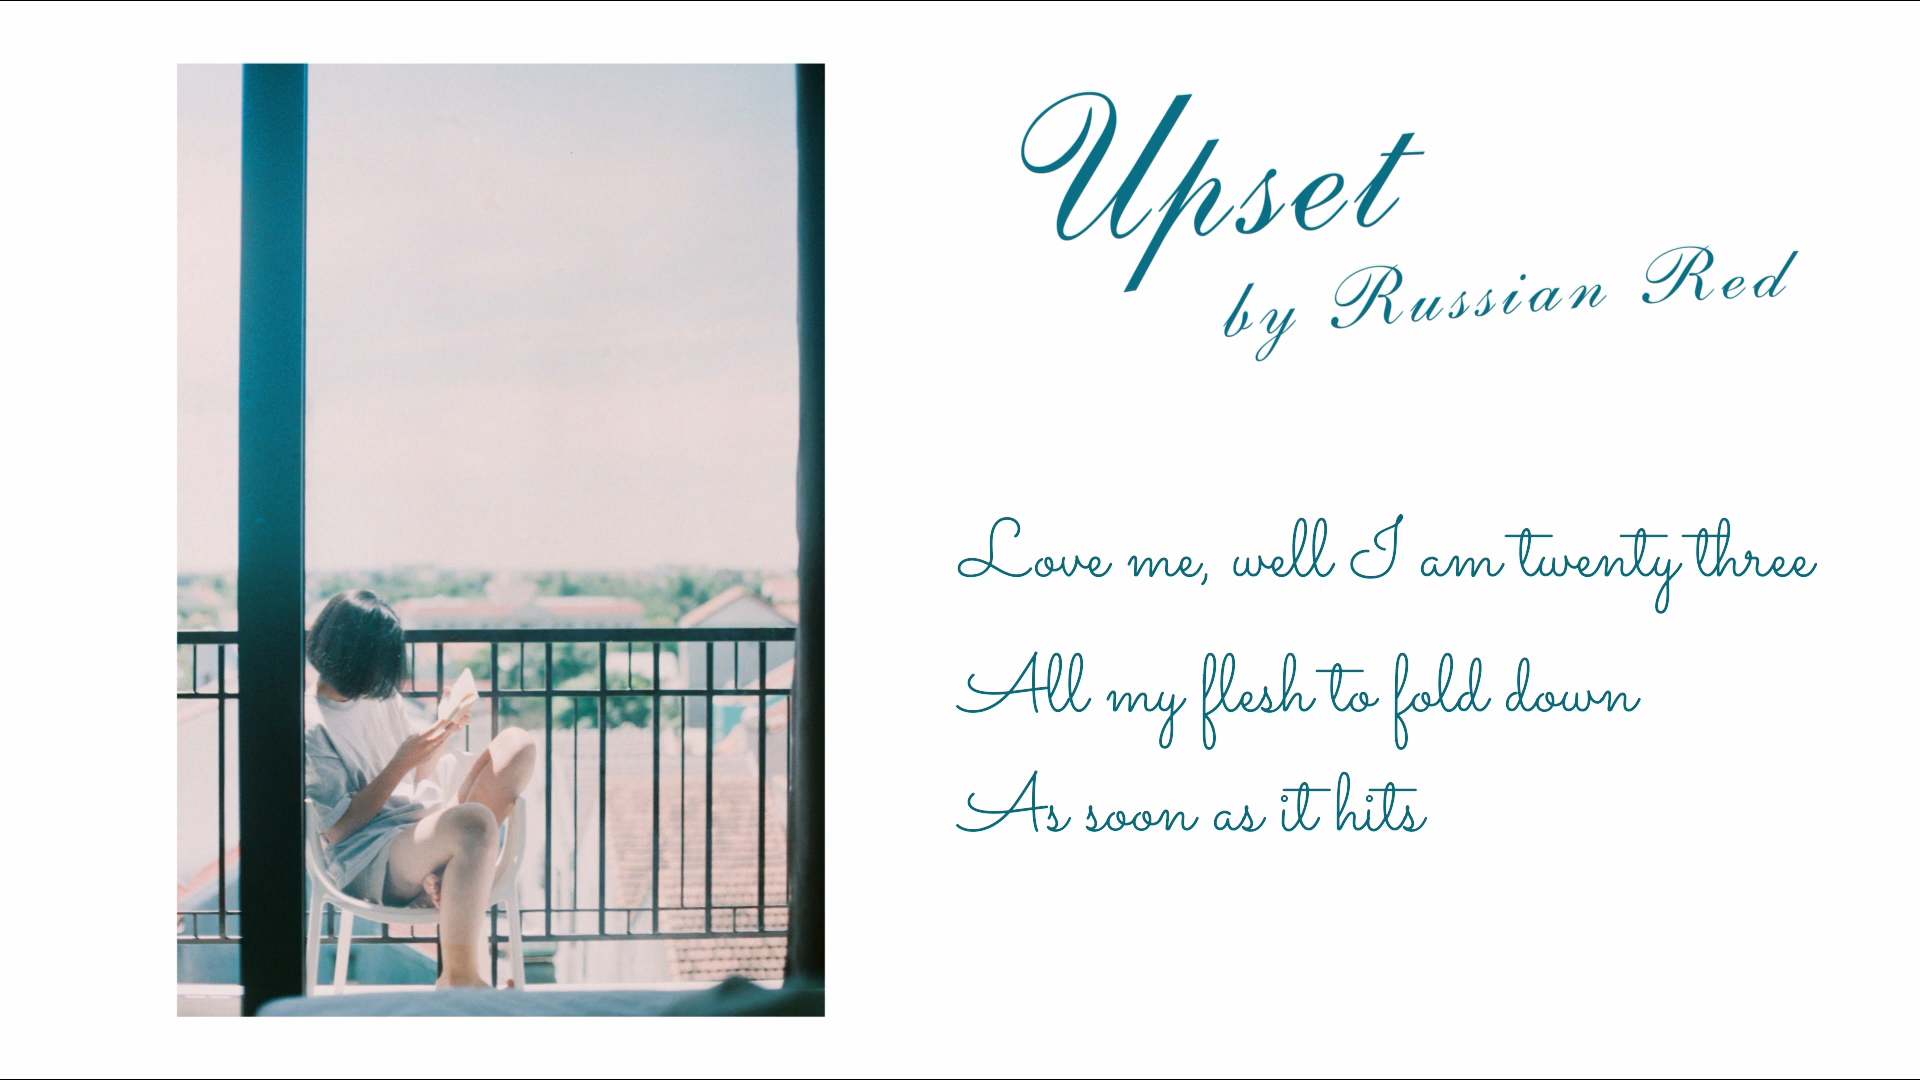 Upset
by Russian Red
Love me, well I am twenty three
All my flesh to fold down
As soon as it hits